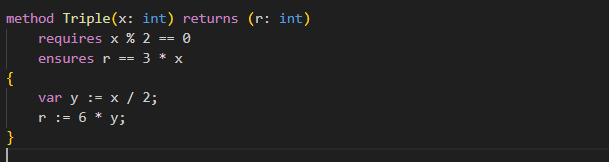 method Triple(x: int) returns (r: int)
    requires x % 2 == 0
    ensures r == 3 * x
{
    var y := x / 2;
    r := 6 * y;
}